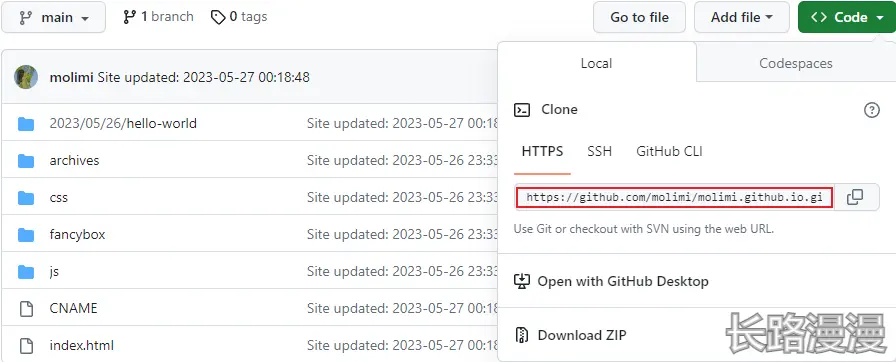 main 1 branch 0 tags Go to file Add file <> Code
molimi Site updated: 2023-05-27 00:18:48
2023/05/26/hello-world Site updated: 2023-05-27 00:18
archives Site updated: 2023-05-26 23:33
css Site updated: 2023-05-26 23:33
fancybox Site updated: 2023-05-26 23:33
js Site updated: 2023-05-26 23:33
CNAME Site updated: 2023-05-27 00:18
index.html Site updated: 2023-05-27 00:18
Local Codespaces
Clone
HTTPS SSH GitHub CLI
https://github.com/molimi/molimi.github.io.gi
Use Git or checkout with SVN using the web URL.
Open with GitHub Desktop
Download ZIP
长路漫漫